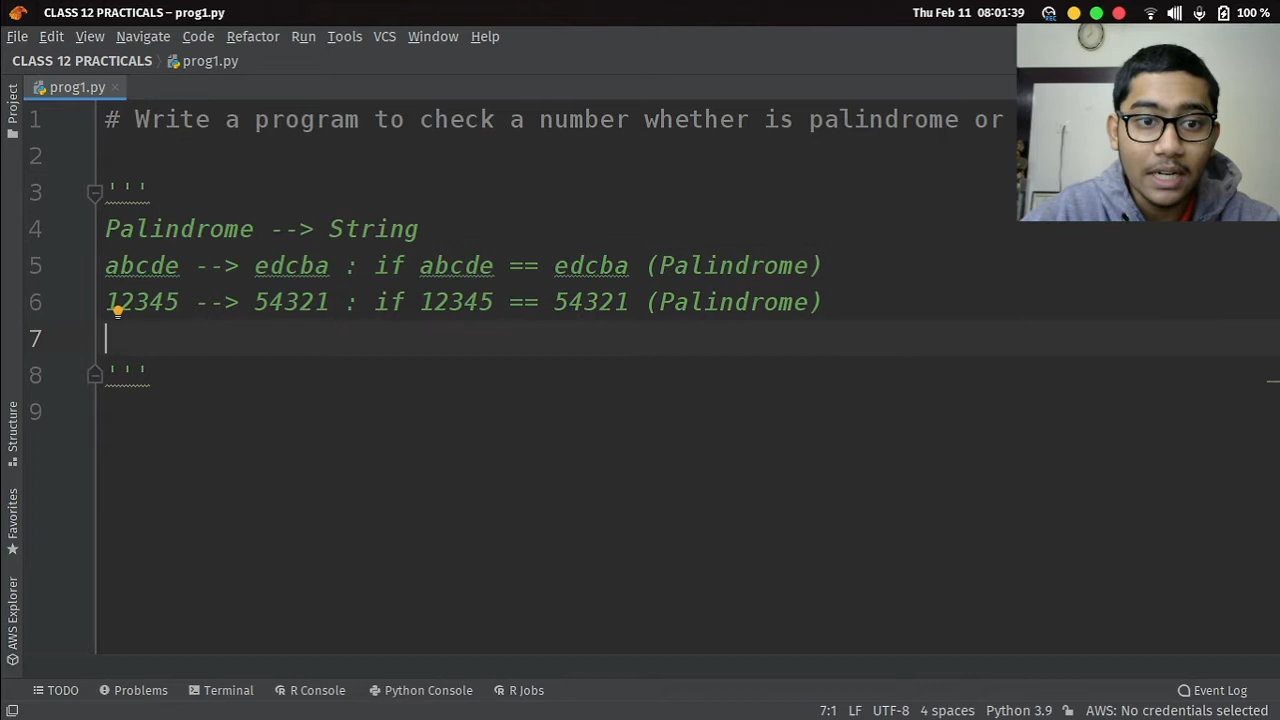 CLASS 12 PRACTICALS – prog1.py
Thu Feb 11 08:01:39
REC
100 %
File Edit View Navigate Code Refactor Run Tools VCS Window Help
CLASS 12 PRACTICALS
prog1.py
prog1.py
Project
Structure
Favorites
AWS Explorer
1 # Write a program to check a number whether is palindrome or
2
3 '''
4 Palindrome --> String
5 abcde --> edcba : if abcde == edcba (Palindrome)
6 12345 --> 54321 : if 12345 == 54321 (Palindrome)
7
8 '''
9
TODO Problems Terminal R Console Python Console R Jobs Event Log
7:1 LF UTF-8 4 spaces Python 3.9 AWS: No credentials selected